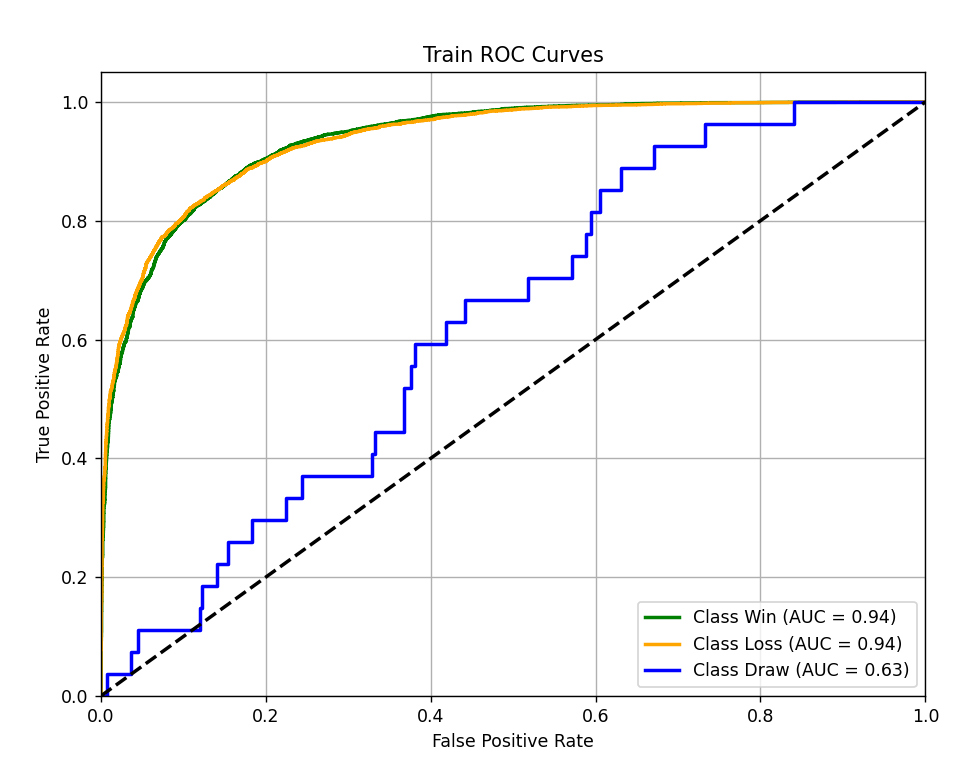 Train ROC Curves
True Positive Rate
1.0
0.8
0.6
0.4
0.2
0.0
Class Win (AUC = 0.94)
Class Loss (AUC = 0.94)
Class Draw (AUC = 0.63)
0.0 0.2 0.4 0.6 0.8 1.0
False Positive Rate